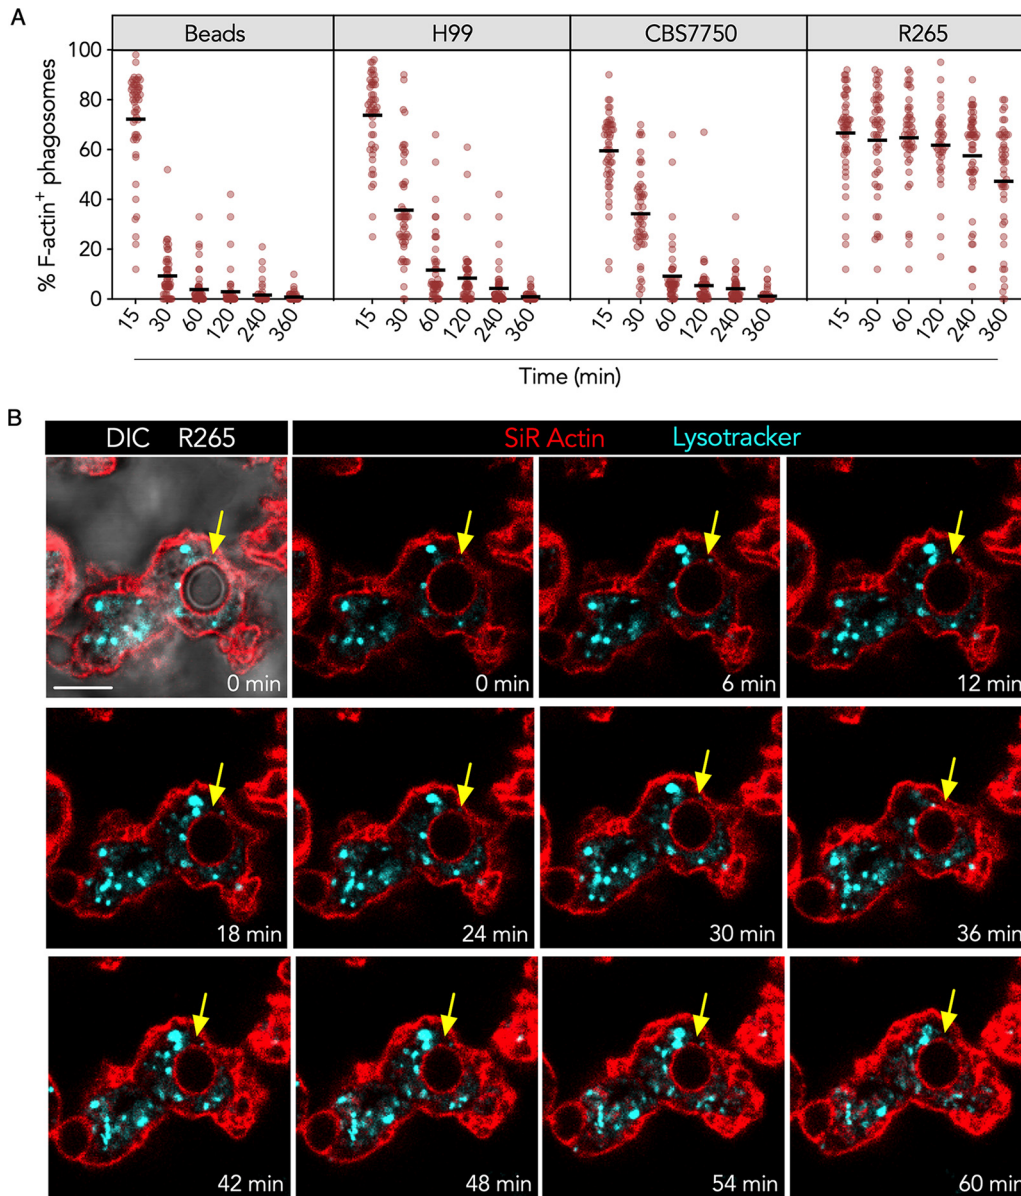 A
Beads H99 CBS7750 R265
% F-actin⁺ phagosomes
100
80
60
40
20
0
15 30 60 120 240 360 15 30 60 120 240 360 15 30 60 120 240 360 15 30 60 120 240 360
Time (min)
B
DIC R265 SiR Actin Lysotracker
0 min 0 min 6 min 12 min
18 min 24 min 30 min 36 min
42 min 48 min 54 min 60 min